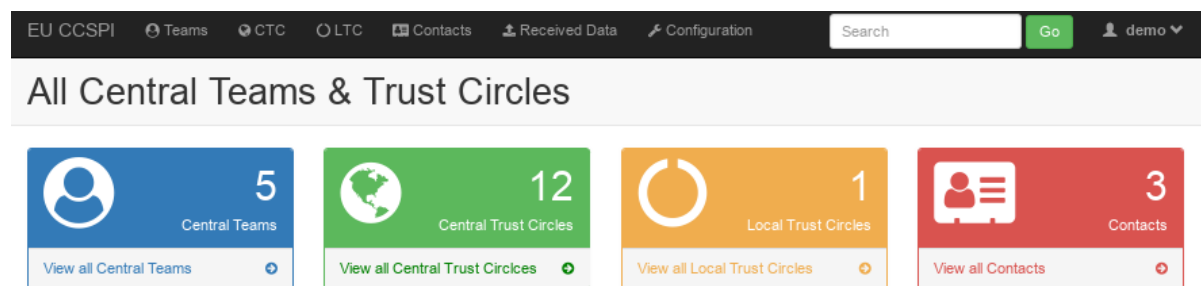 EU CCSPI Teams CTC LTC Contacts Received Data Configuration Search Go demo
All Central Teams & Trust Circles
5 12 1 3
Central Teams Central Trust Circles Local Trust Circles Contacts
View all Central Teams View all Central Trust Circlces View all Local Trust Circles View all Contacts